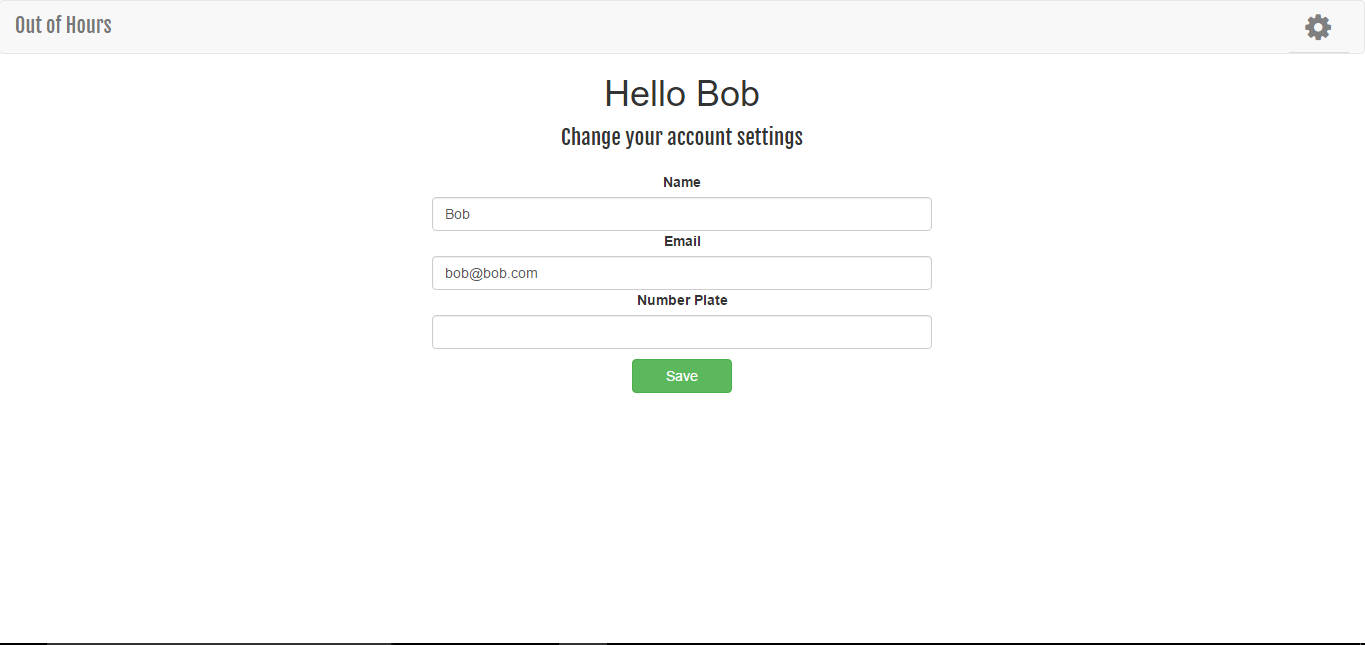 Out of Hours
Hello Bob
Change your account settings
Name
Bob
Email
bob@bob.com
Number Plate
Save